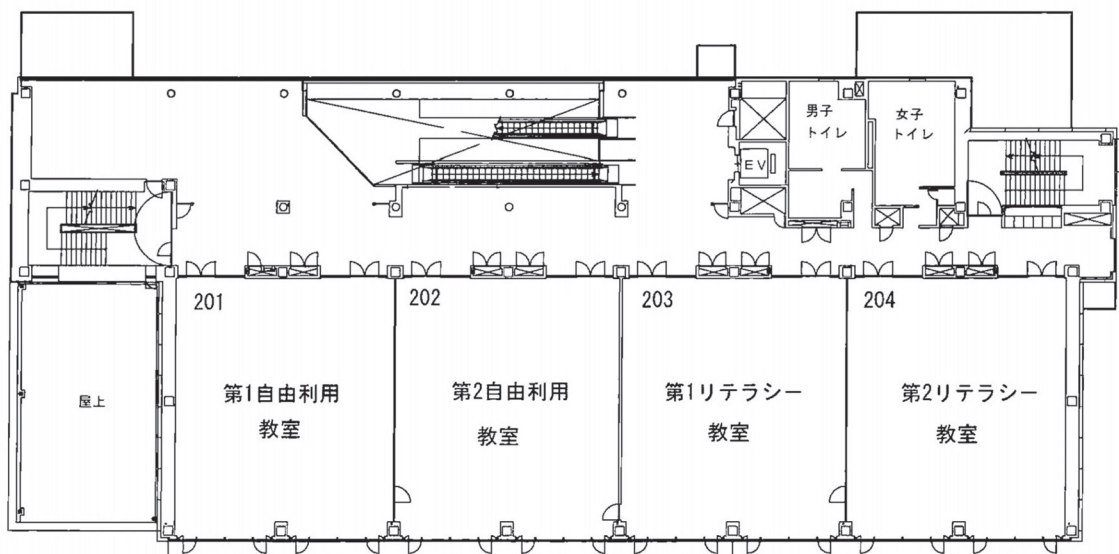 男子
トイレ
女子
トイレ
EV
201
202
203
204
第1自由利用
教室
第2自由利用
教室
第1リテラシー
教室
第2リテラシー
教室
屋上